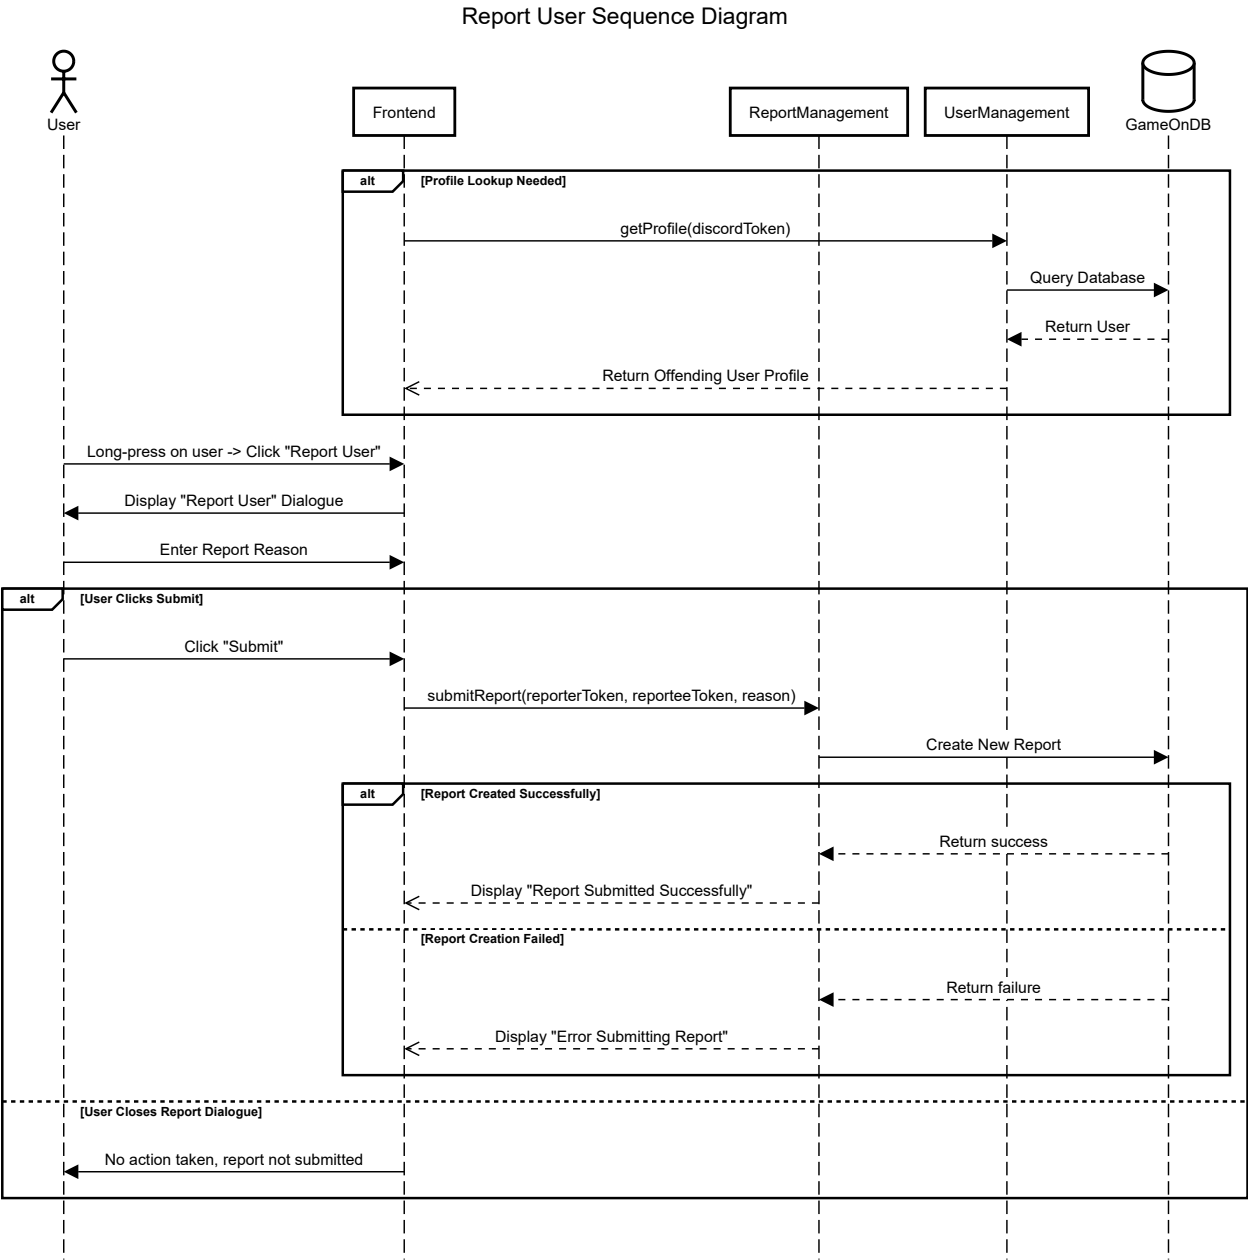 Report User Sequence Diagram
User
Frontend
ReportManagement
UserManagement
GameOnDB
alt
[Profile Lookup Needed]
getProfile(discordToken)
Query Database
Return User
Return Offending User Profile
Long-press on user -> Click "Report User"
Display "Report User" Dialogue
Enter Report Reason
alt
[User Clicks Submit]
Click "Submit"
submitReport(reporterToken, reporteeToken, reason)
Create New Report
alt
[Report Created Successfully]
Return success
Display "Report Submitted Successfully"
[Report Creation Failed]
Return failure
Display "Error Submitting Report"
[User Closes Report Dialogue]
No action taken, report not submitted